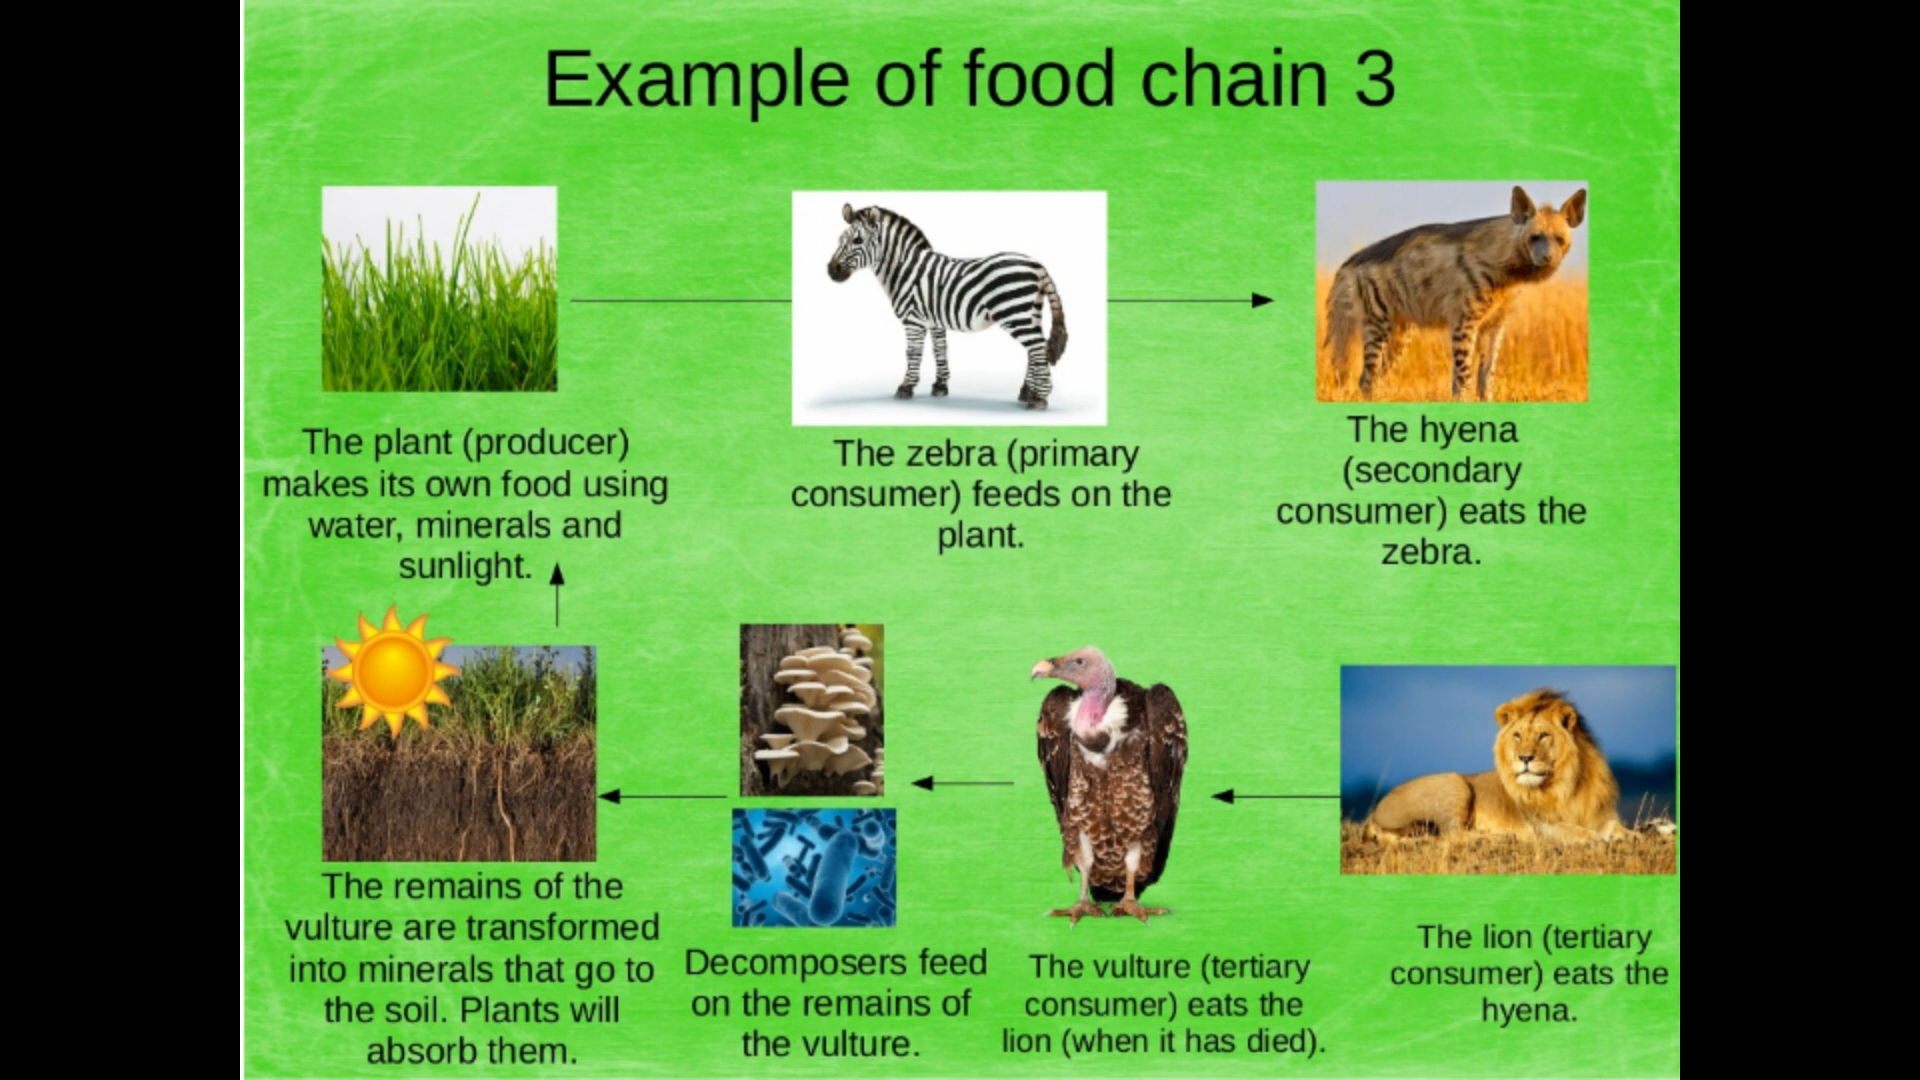 Example of food chain 3
The plant (producer)
makes its own food using
water, minerals and
sunlight.
The zebra (primary
consumer) feeds on the
plant.
The hyena
(secondary
consumer) eats the
zebra.
The remains of the
vulture are transformed
into minerals that go to
the soil. Plants will
absorb them.
Decomposers feed
on the remains of
the vulture.
The vulture (tertiary
consumer) eats the
lion (when it has died).
The lion (tertiary
consumer) eats the
hyena.